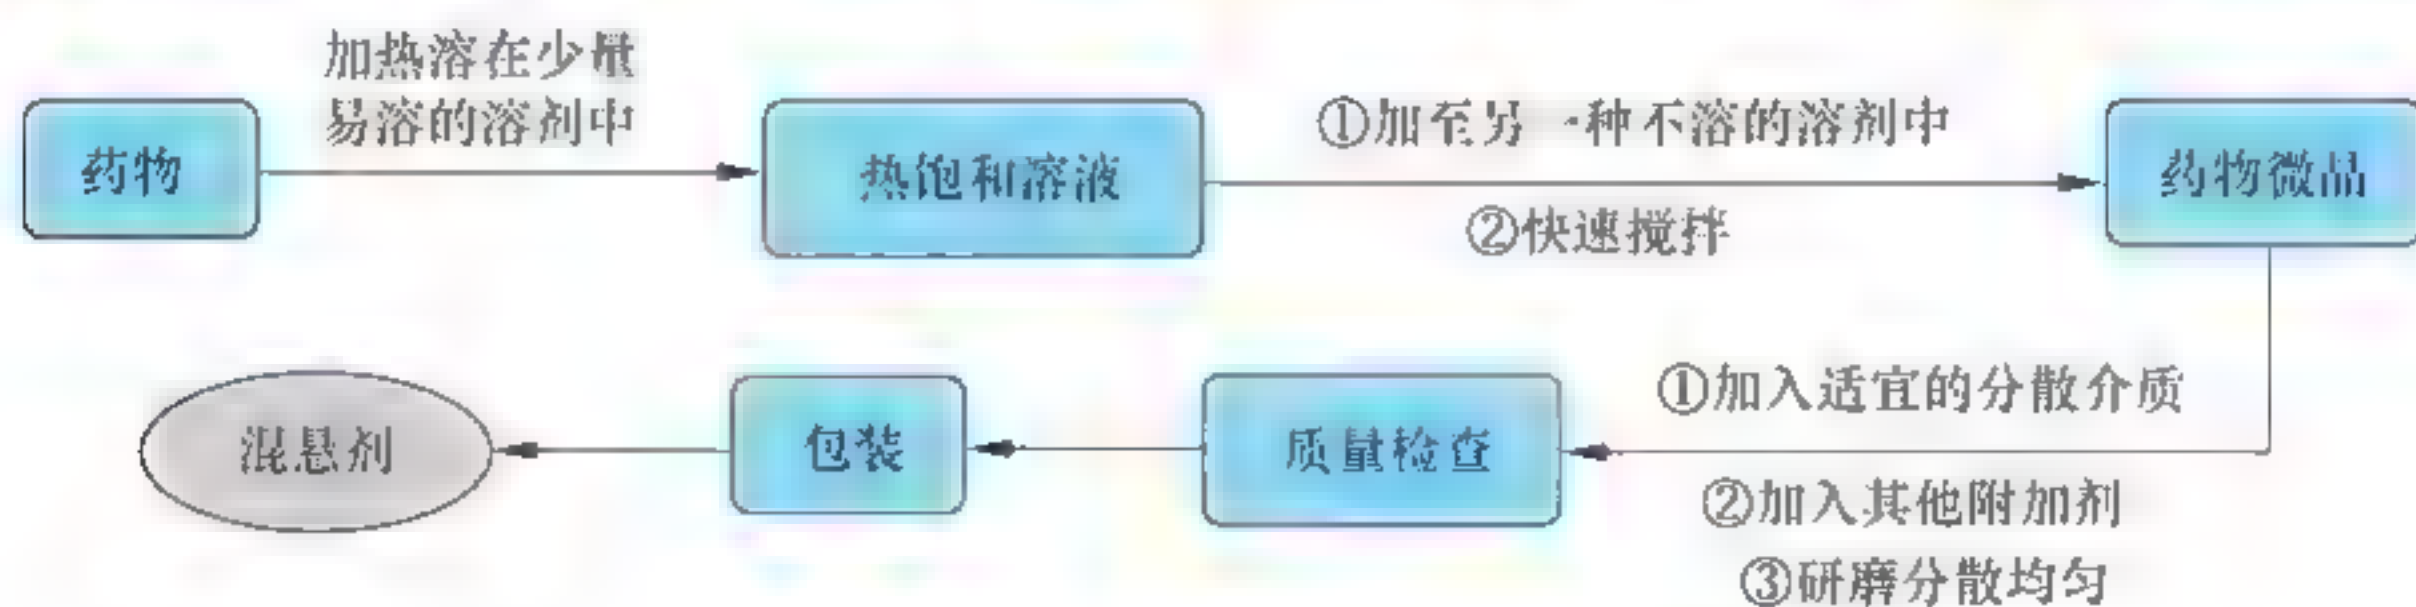 加热溶在少量
易溶的溶剂中
药物
热饱和溶液
①加至另一种不溶的溶剂中
②快速搅拌
药物微晶
①加入适宜的分散介质
②加入其他附加剂
③研磨分散均匀
质量检查
包装
混悬剂